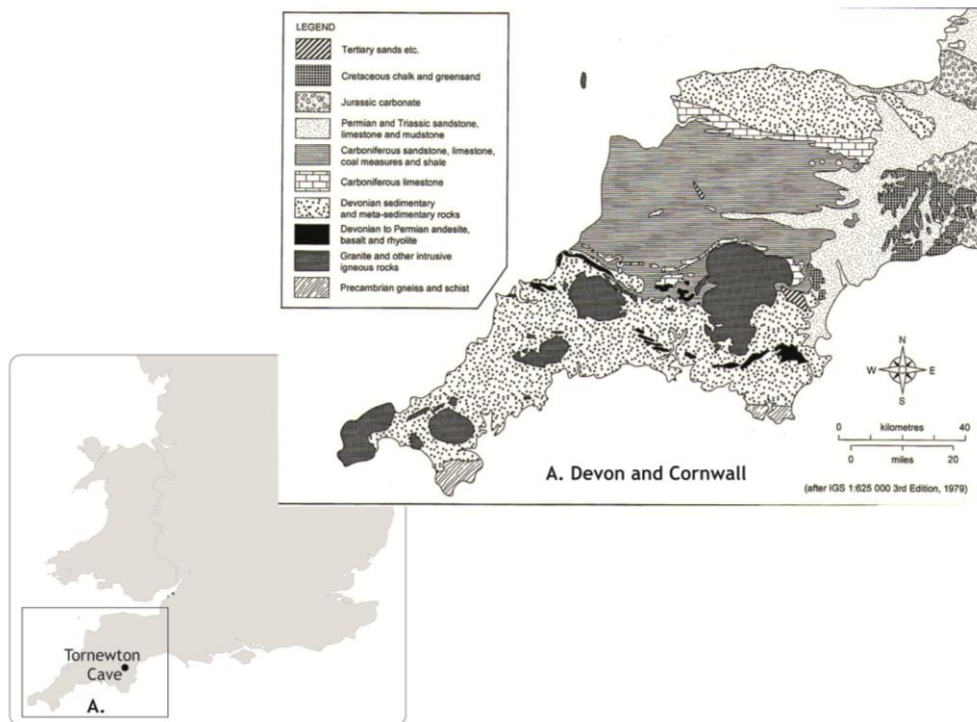 LEGEND
Tertiary sands etc.
Cretaceous chalk and greensand
Jurassic carbonate
Permian and Triassic sandstone,
limestone and mudstone
Carboniferous sandstone, limestone,
coal measures and shale
Carboniferous limestone
Devonian sedimentary
and meta-sedimentary rocks
Devonian to Permian andesite,
basalt and rhyolite
Granite and other intrusive
igneous rocks
Precambrian gneiss and schist
N
W E
S
0 kilometres 40
0 miles 20
A. Devon and Cornwall
(after IGS 1:625 000 3rd Edition, 1979)
Tornewton
Cave
A.